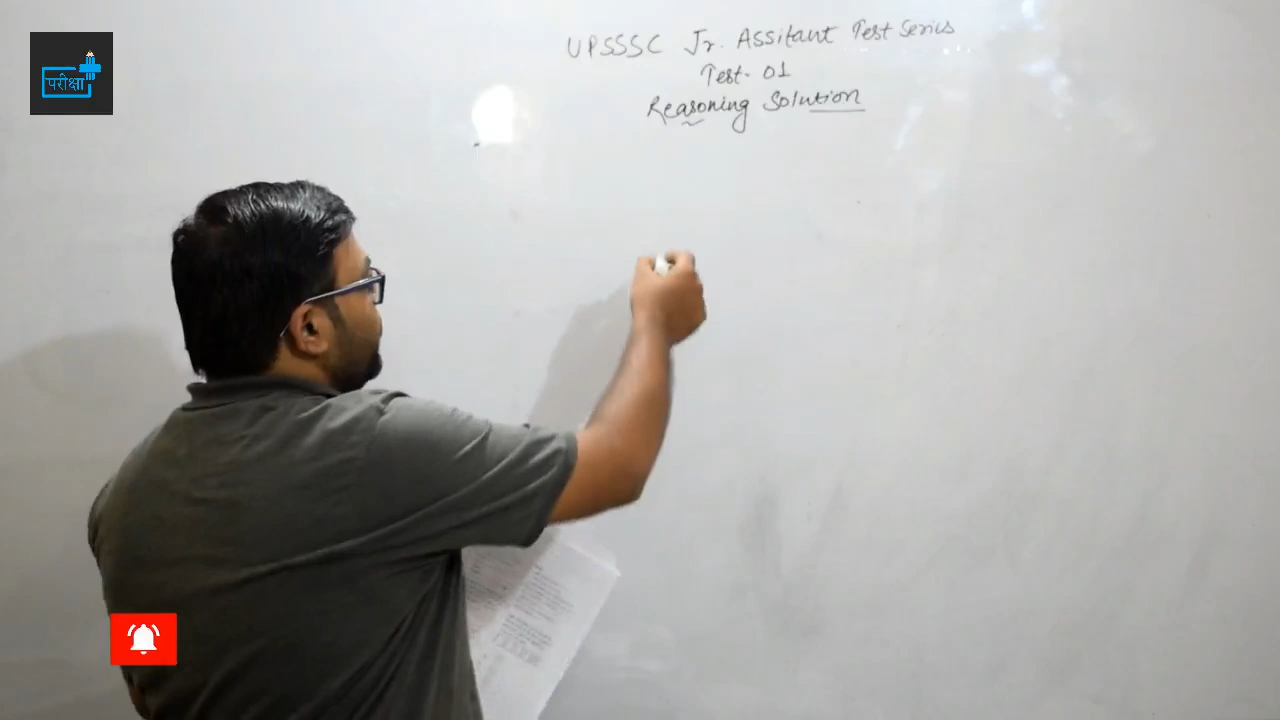 परीक्षा
UPSSSC Jr. Assitant Test Series
Test- 01
Reasoning Solution